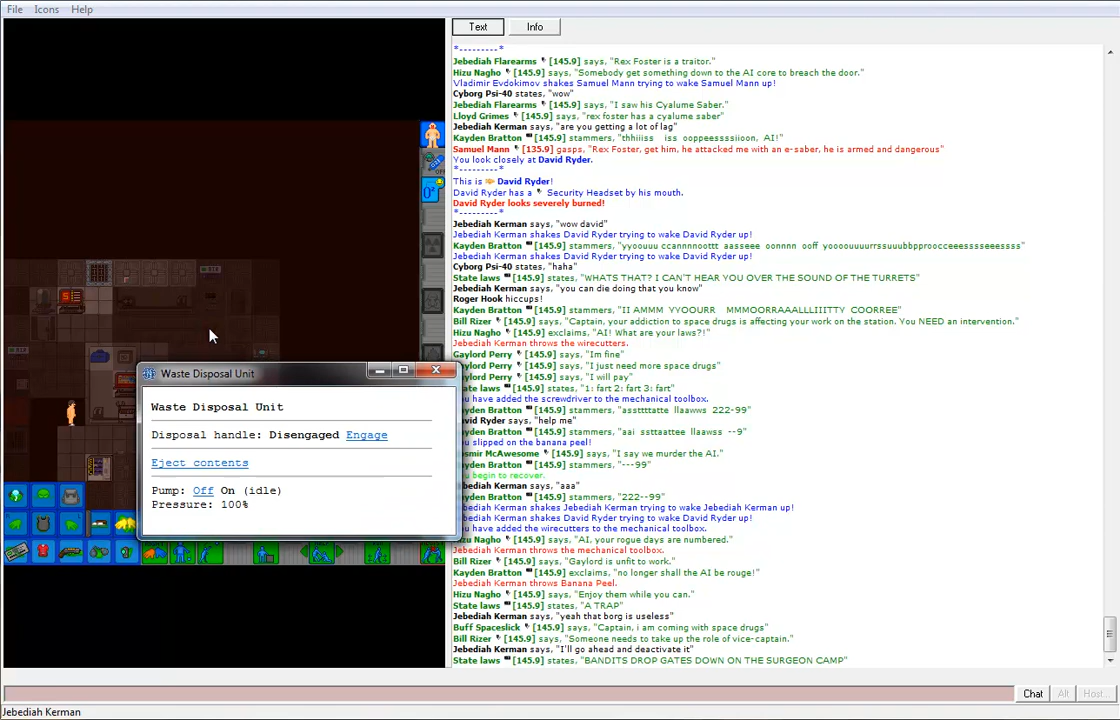 File Icons Help
Text Info
*---------*
Jebediah Flarearms [145.9] says, "Rex Foster is a traitor."
Hizu Nagho [145.9] says, "Somebody get something down to the AI core to breach the door."
Vladimir Evdokimov shakes Samuel Mann trying to wake Samuel Mann up!
Cyborg Psi-40 states, "wow"
Jebediah Flarearms [145.9] says, "I saw his Cyalume Saber."
Lloyd Grimes [145.9] says, "rex foster has a cyalume saber"
Jebediah Kerman says, "are you getting a lot of lag"
Kayden Bratton [145.9] stammers, "thhiiiss iss ooppeesssiioon, AI!"
Samuel Mann [135.9] gasps, "Rex Foster, get him, he attacked me with an e-saber, he is armed and dangerous"
You look closely at David Ryder.
*---------*
This is David Ryder!
David Ryder has a Security Headset by his mouth.
David Ryder looks severely burned!
*---------*
Jebediah Kerman says, "wow david"
Jebediah Kerman shakes David Ryder trying to wake David Ryder up!
Kayden Bratton [145.9] stammers, "yyoouuu ccannnnoottt aasseee oonnnn ooff yyooouuuurrssuuubbpprroocceeensssseeessss"
Jebediah Kerman shakes David Ryder trying to wake David Ryder up!
Cyborg Psi-40 states, "haha"
State laws [145.9] states, "WHATS THAT? I CAN'T HEAR YOU OVER THE SOUND OF THE TURRETS"
Jebediah Kerman says, "you can die doing that you know"
Roger Hook hiccups!
Kayden Bratton [145.9] stammers, "II AMMM YYOOURR MMMOORRAAALLLIIITTY COORREE"
Bill Rizer [145.9] says, "Captain, your addiction to space drugs is affecting your work on the station. You NEED an intervention."
Hizu Nagho [145.9] exclaims, "AI! What are your laws?!"
Jebediah Kerman throws the wirecutters.
Gaylord Perry [145.9] says, "Im fine"
Gaylord Perry [145.9] says, "I just need more space drugs"
Gaylord Perry [145.9] says, "I will pay"
tate laws [145.9] states, "1: fart 2: fart 3: fart"
ou have added the screwdriver to the mechanical toolbox.
ayden Bratton [145.9] stammers, "assttttatte llaawws 222-99"
avid Ryder says, "help me"
ayden Bratton [145.9] stammers, "aai ssttaattee llaawss --9"
ou slipped on the banana peel!
osmir McAwesome [145.9] says, "I say we murder the AI."
ayden Bratton [145.9] stammers, "---99"
ou begin to recover.
ebediah Kerman says, "aaa"
ayden Bratton [145.9] stammers, "222--99"
ebediah Kerman shakes Jebediah Kerman trying to wake Jebediah Kerman up!
ebediah Kerman shakes David Ryder trying to wake David Ryder up!
ou have added the wirecutters to the mechanical toolbox.
izu Nagho [145.9] says, "AI, your rogue days are numbered."
Jebediah Kerman throws the mechanical toolbox.
Bill Rizer [145.9] says, "Gaylord is unfit to work."
Kayden Bratton [145.9] exclaims, "no longer shall the AI be rouge!"
Jebediah Kerman throws Banana Peel.
Hizu Nagho [145.9] says, "Enjoy them while you can."
State laws [145.9] states, "A TRAP"
Jebediah Kerman says, "yeah that borg is useless"
Buff Spaceslick [145.9] says, "Captain, i am coming with space drugs"
Bill Rizer [145.9] says, "Someone needs to take up the role of vice-captain."
Jebediah Kerman says, "I'll go ahead and deactivate it"
State laws [145.9] states, "BANDITS DROP GATES DOWN ON THE SURGEON CAMP"
Waste Disposal Unit
Waste Disposal Unit
Disposal handle: Disengaged Engage
Eject contents
Pump: Off On (idle)
Pressure: 100%
Chat Alt Host...
Jebediah Kerman